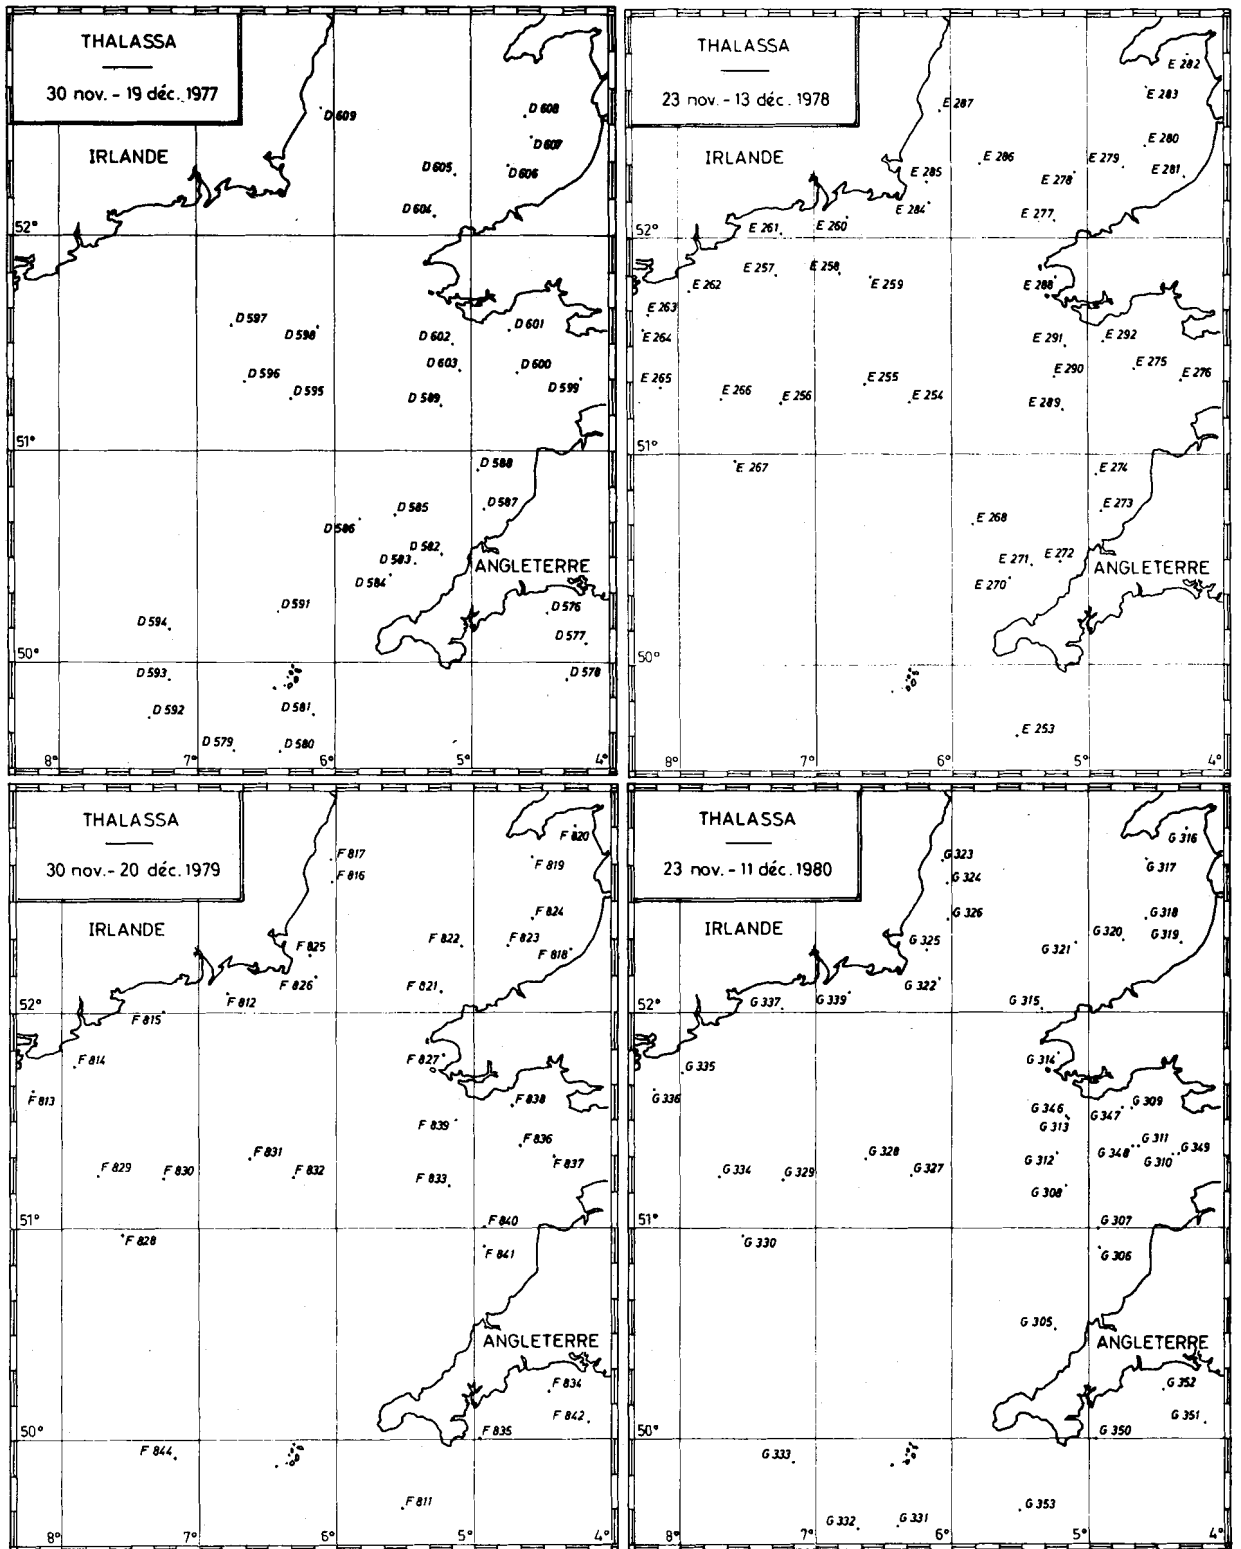 THALASSA
30 nov. - 19 déc. 1977
IRLANDE
D 609
D 608
D 607
D 605
D 606
D 604
52°
D 597
D 598
D 601
D 602
D 603
D 600
D 596
D 595
D 599
D 589
51°
D 588
D 585
D 587
D 586
D 582
D 583
D 584
ANGLETERRE
D 591
D 576
D 594
D 577
50°
D 593
D 578
D 592
D 581
D 579
D 580
8°
7°
6°
5°
4°
THALASSA
23 nov. - 13 déc. 1978
IRLANDE
E 282
E 283
E 287
E 280
E 286
E 279
E 285
E 278
E 281
E 284
E 277
E 261
E 260
52°
E 257
E 258
E 262
E 259
E 288
E 263
E 264
E 291
E 292
E 265
E 290
E 275
E 276
E 266
E 256
E 255
E 254
E 289
51°
E 267
E 274
E 273
E 268
E 271
E 272
E 270
ANGLETERRE
50°
E 253
8°
7°
6°
5°
4°
THALASSA
30 nov. - 20 déc. 1979
IRLANDE
F 820
F 817
F 819
F 816
F 824
F 825
F 822
F 823
F 818
F 826
F 821
F 812
52°
F 815
F 814
F 827
F 813
F 838
F 839
F 836
F 831
F 837
F 829
F 830
F 832
F 833
51°
F 840
F 828
F 841
ANGLETERRE
F 834
F 842
F 835
50°
F 844
F 811
8°
7°
6°
5°
4°
THALASSA
23 nov. - 11 déc. 1980
IRLANDE
G 316
G 323
G 317
G 324
G 326
G 318
G 325
G 320
G 319
G 321
G 322
G 337
G 339
G 315
52°
G 335
G 314
G 336
G 346
G 309
G 313
G 347
G 311
G 328
G 348
G 349
G 312
G 310
G 334
G 329
G 327
G 308
51°
G 307
G 330
G 306
G 305
ANGLETERRE
G 352
G 351
G 350
50°
G 333
G 353
G 332
G 331
8°
7°
6°
5°
4°